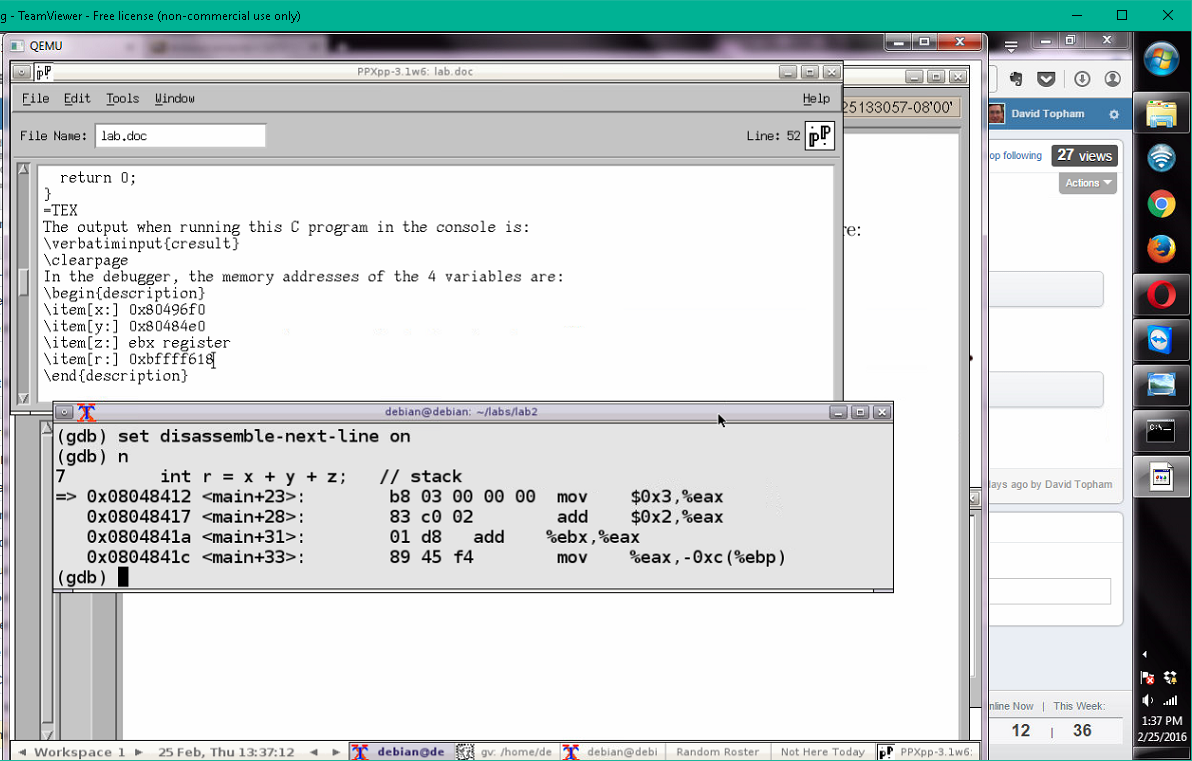 g - TeamViewer - Free license (non-commercial use only)
QEMU
PPXpp-3.1w6: lab.doc
File Edit Tools Window Help
File Name: lab.doc Line: 52
return 0;
}
=TEX
The output when running this C program in the console is:
\verbatiminput{cresult}
\clearpage
In the debugger, the memory addresses of the 4 variables are:
\begin{description}
\item[x:] 0x80496f0
\item[y:] 0x80484e0
\item[z:] ebx register
\item[r:] 0xbffff618
\end{description}
25133057-08'00'
re:
David Topham
op following 27 views
Actions
debian@debian: ~/labs/lab2
(gdb) set disassemble-next-line on
(gdb) n
7 int r = x + y + z; // stack
=> 0x08048412 <main+23>: b8 03 00 00 00 mov $0x3,%eax
0x08048417 <main+28>: 83 c0 02 add $0x2,%eax
0x0804841a <main+31>: 01 d8 add %ebx,%eax
0x0804841c <main+33>: 89 45 f4 mov %eax,-0xc(%ebp)
(gdb)
days ago by David Topham
nline Now | This Week:
12 | 36
Workspace 1 25 Feb, Thu 13:37:12 debian@de gv: /home/de debian@debi Random Roster Not Here Today PPXpp-3.1w6:
1:37 PM
2/25/2016